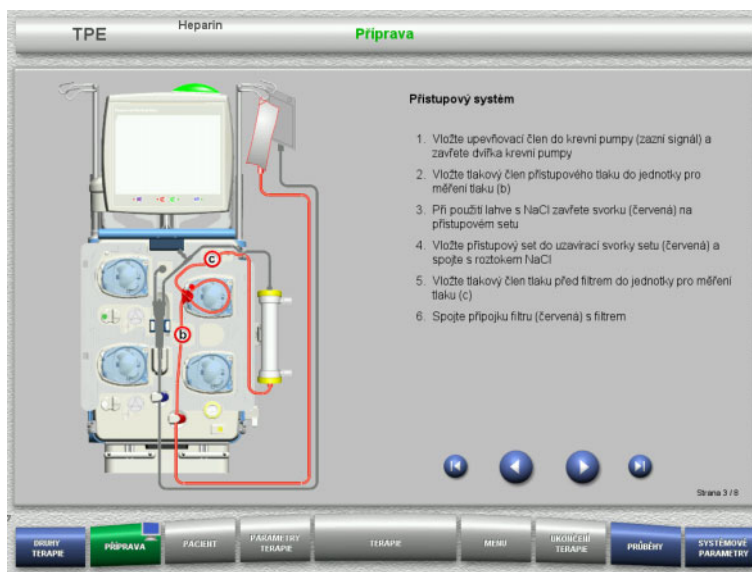 TPE
Heparin
Příprava
Přístupový systém
1. Vložte upevňovací člen do krevní pumpy (zazní signál) a
zavřete dvířka krevní pumpy
2. Vložte tlakový člen přístupového tlaku do jednotky pro
měření tlaku (b)
3. Při použití lahve s NaCl zavřete svorku (červená) na
přístupovém setu
4. Vložte přístupový set do uzavírací svorky setu (červená) a
spojte s roztokem NaCl
5. Vložte tlakový člen tlaku před filtrem do jednotky pro měření
tlaku (c)
6. Spojte přípojku filtru (červená) s filtrem
c
b
Strana 3 / 8
7
DRUHY
TERAPIE
PŘÍPRAVA
PACIENT
PARAMETRY
TERAPIE
TERAPIE
MENU
UKONČENÍ
TERAPIE
PRŮBĚHY
SYSTÉMOVÉ
PARAMETRY